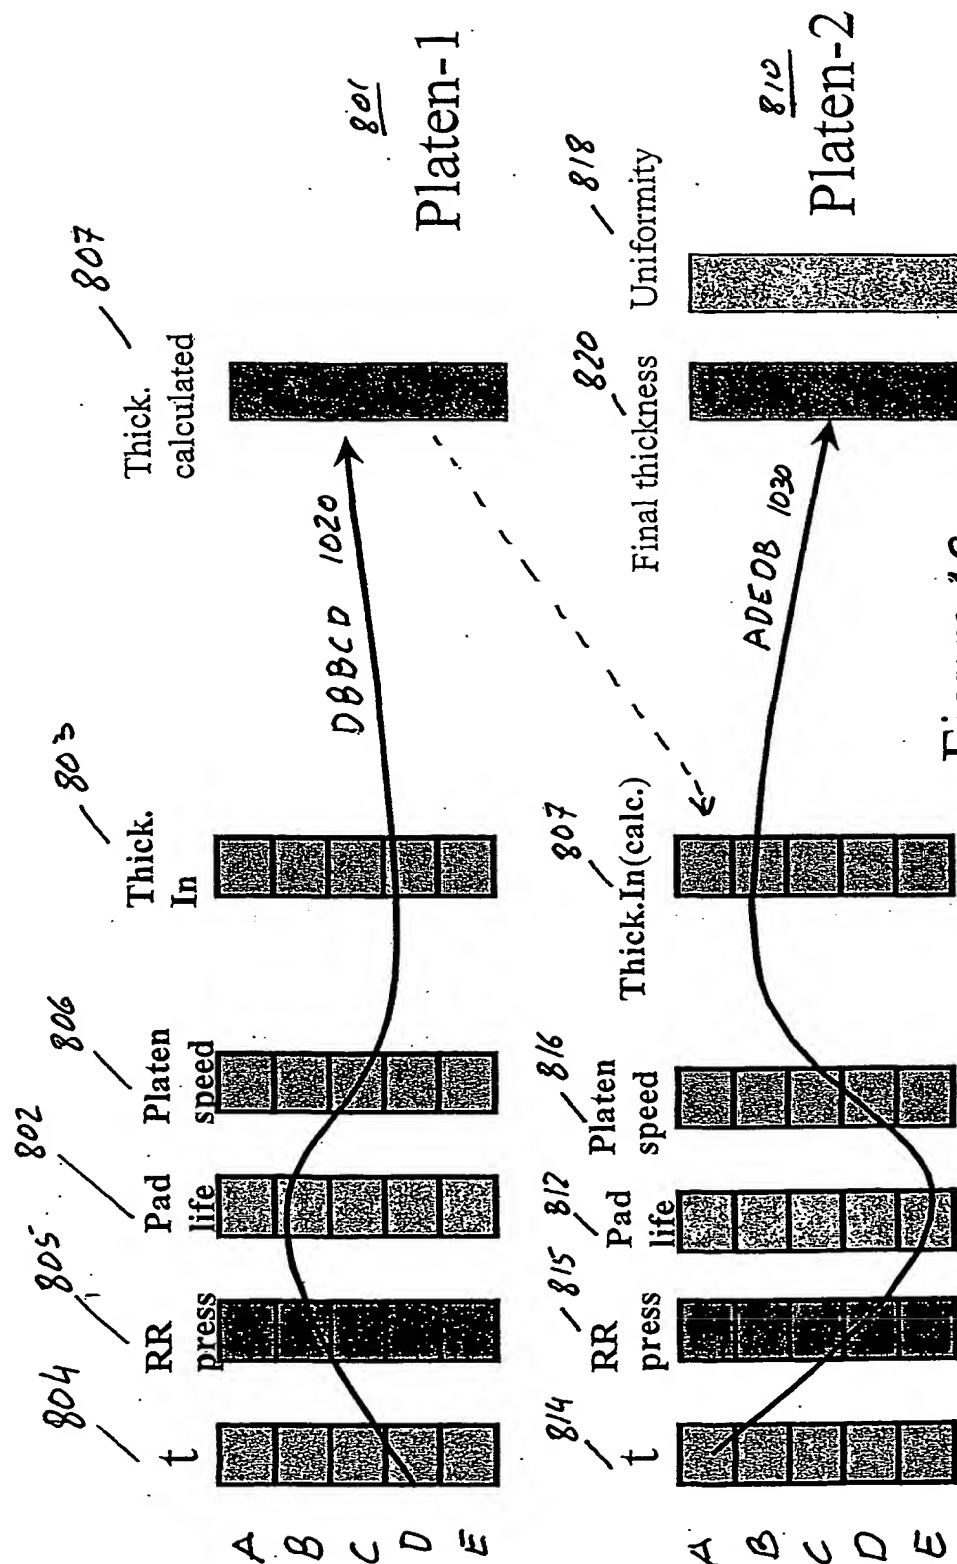 804 805 802 806 803 807
t
RR press
Pad life
Platen speed
Thick. In
Thick. calculated
A
B
C
D
E
DBBCD 1020
801
Platen-1
814 815 812 816 807 820 818
t
RR press
Pad life
Platen speed
Thick.In(calc.)
Final thickness
Uniformity
A
B
C
D
E
ADEDB 1030
810
Platen-2